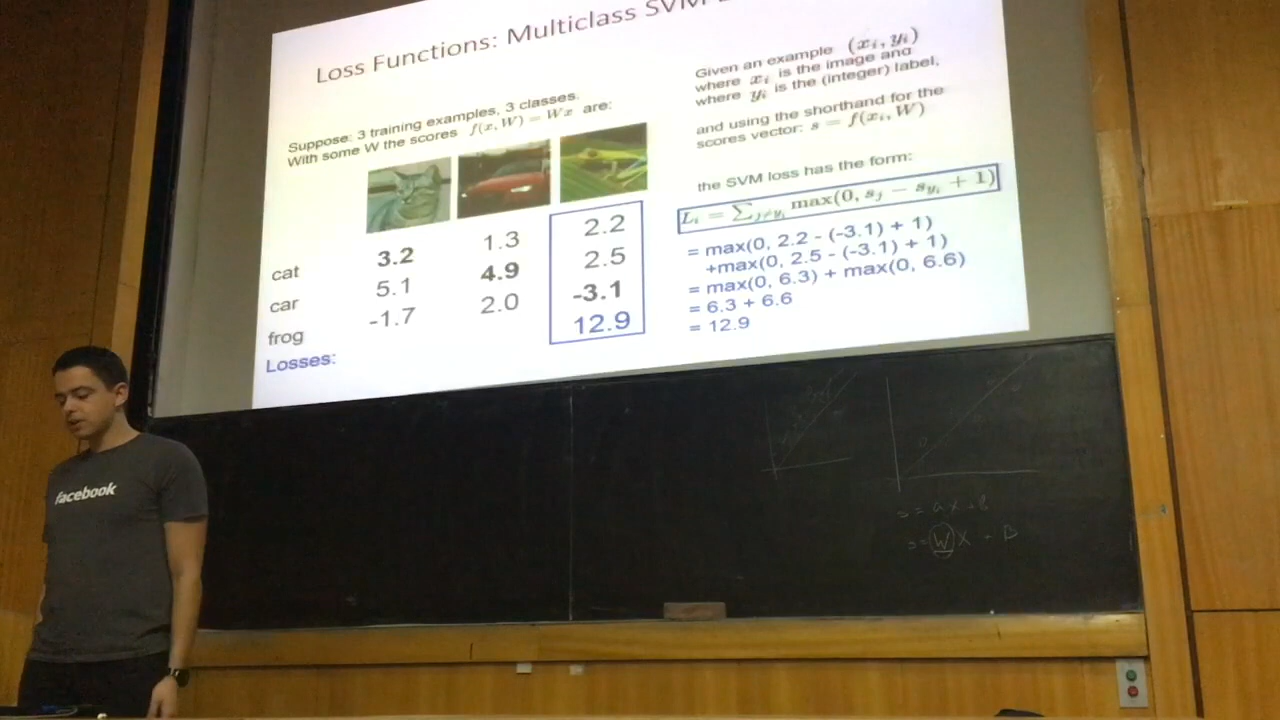 Loss Functions: Multiclass SVM
Suppose: 3 training examples, 3 classes.
With some W the scores f(x, W) = Wx are:
cat 3.2 1.3 2.2
car 5.1 4.9 2.5
frog -1.7 2.0 -3.1
Losses: 12.9
Given an example (xᵢ, yᵢ)
where xᵢ is the image and
where yᵢ is the (integer) label,
and using the shorthand for the
scores vector: s = f(xᵢ, W)
the SVM loss has the form:
Lᵢ = ∑_{j≠yᵢ} max(0, sⱼ − s_{yᵢ} + 1)
= max(0, 2.2 - (-3.1) + 1)
+max(0, 2.5 - (-3.1) + 1)
= max(0, 6.3) + max(0, 6.6)
= 6.3 + 6.6
= 12.9
facebook